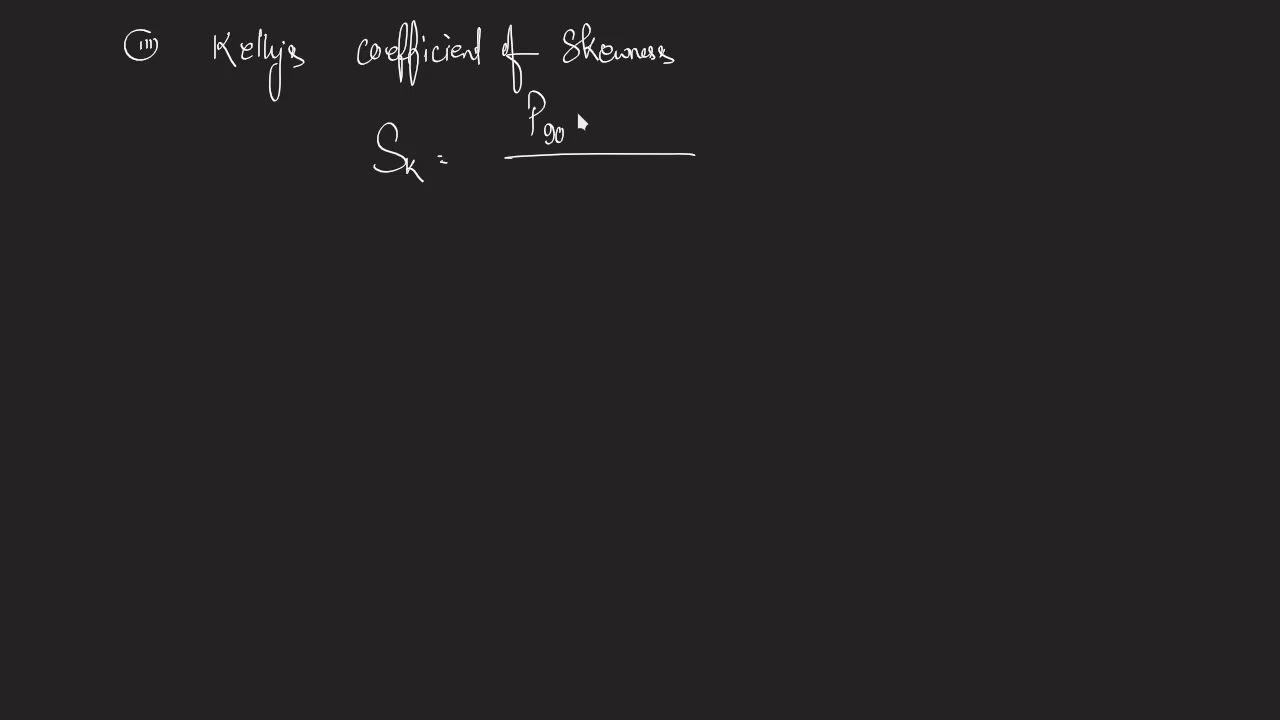 (iii) Kelly's coefficient of Skewness
P90
Sk =